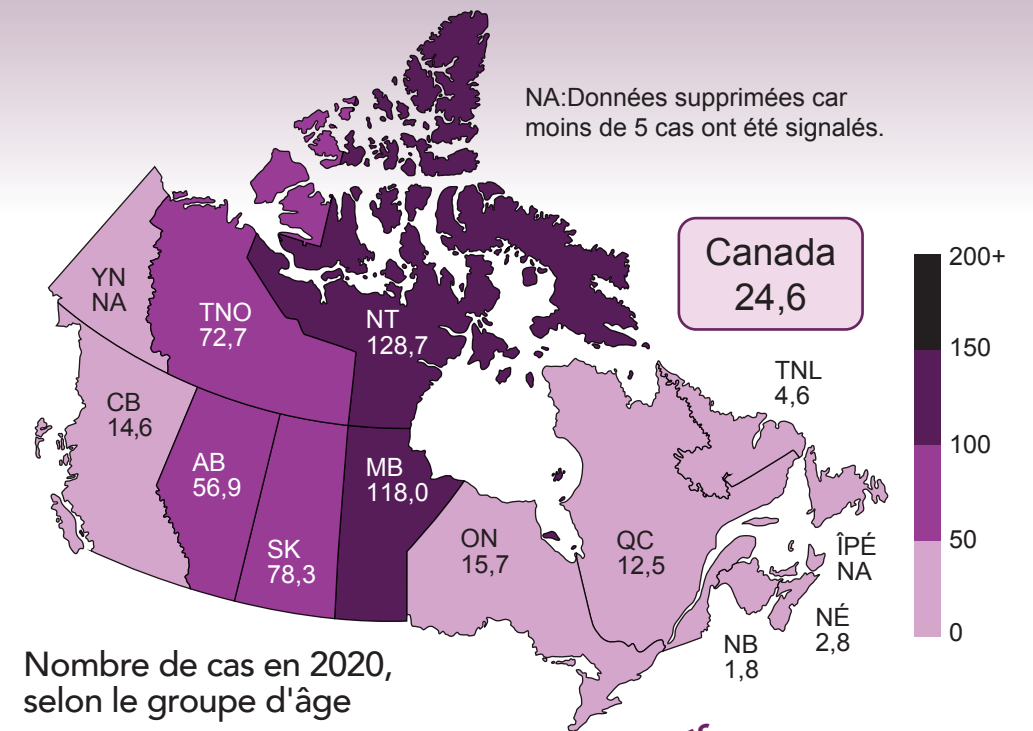 NA:Données supprimées car
moins de 5 cas ont été signalés.
Canada
24,6
200+
150
100
50
0
YN
NA
TNO
72,7
NT
128,7
TNL
4,6
CB
14,6
AB
56,9
SK
78,3
MB
118,0
ON
15,7
QC
12,5
ÎPÉ
NA
NÉ
2,8
NB
1,8
Nombre de cas en 2020,
selon le groupe d'âge